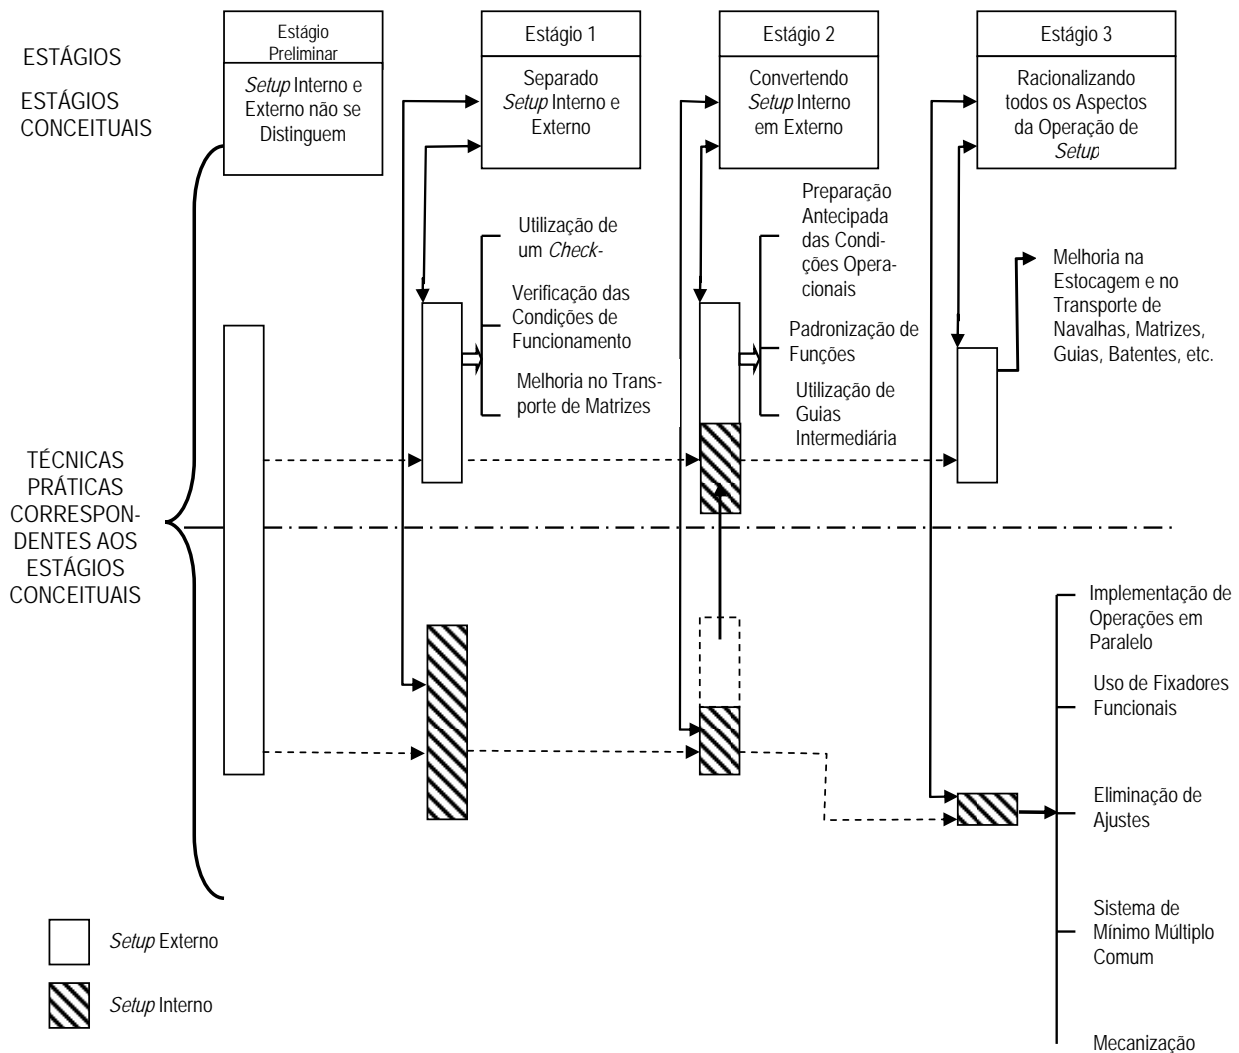 ESTÁGIOS
ESTÁGIOS
CONCEITUAIS
Estágio
Preliminar
Setup Interno e
Externo não se
Distinguem
Estágio 1
Separado
Setup Interno e
Externo
Estágio 2
Convertendo
Setup Interno
em Externo
Estágio 3
Racionalizando
todos os Aspectos
da Operação de
Setup
Utilização de
um Check-
Verificação das
Condições de
Funcionamento
Melhoria no Trans-
porte de Matrizes
Preparação
Antecipada
das Condi-
ções Opera-
cionais
Padronização de
Funções
Utilização de
Guias
Intermediária
Melhoria na
Estocagem e no
Transporte de
Navalhas, Matrizes,
Guias, Batentes, etc.
TÉCNICAS
PRÁTICAS
CORRESPON-
DENTES AOS
ESTÁGIOS
CONCEITUAIS
Implementação de
Operações em
Paralelo
Uso de Fixadores
Funcionais
Eliminação de
Ajustes
Sistema de
Mínimo Múltiplo
Comum
Mecanização
Setup Externo
Setup Interno